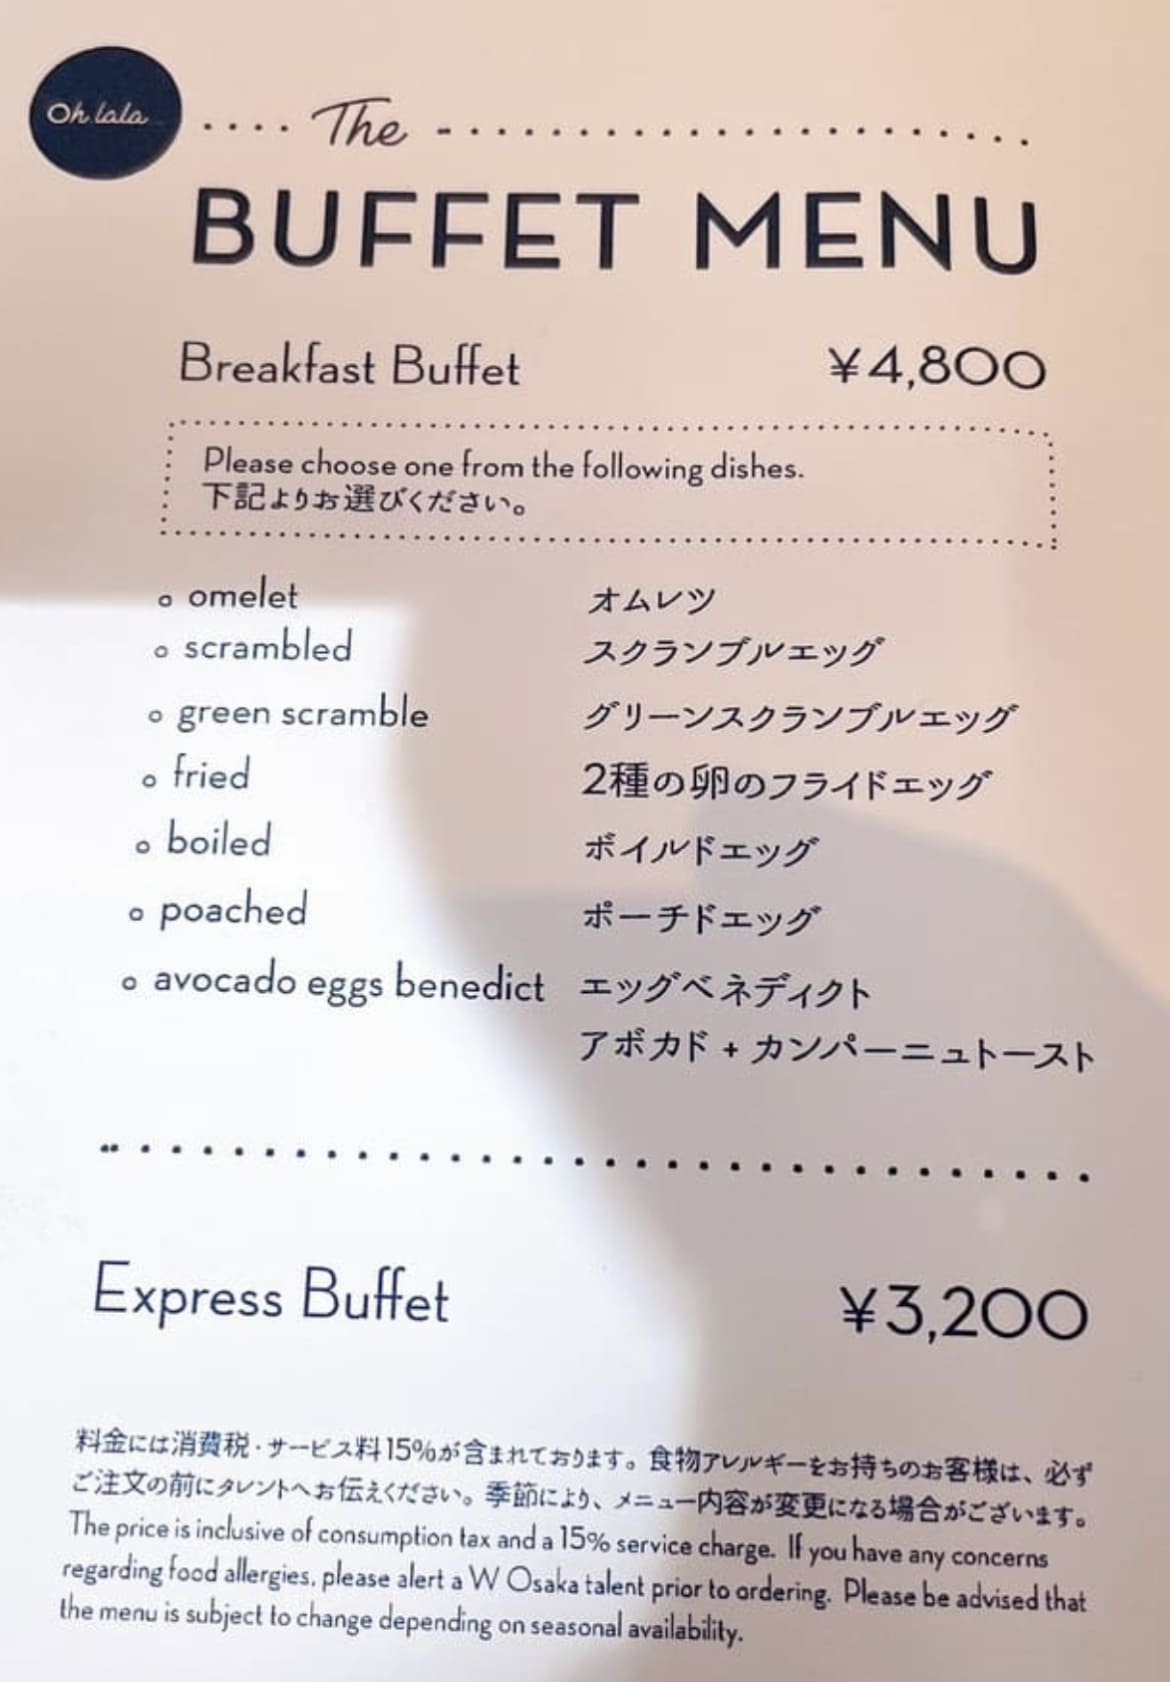 Oh.lala...
The
BUFFET MENU
Breakfast Buffet ¥4,800
Please choose one from the following dishes.
下記よりお選びください。
omelet オムレツ
scrambled スクランブルエッグ
green scramble グリーンスクランブルエッグ
fried 2種の卵のフライドエッグ
boiled ボイルドエッグ
poached ポーチドエッグ
avocado eggs benedict エッグベネディクト
アボカド + カンパーニュトースト
Express Buffet ¥3,200
料金には消費税・サービス料15%が含まれております。食物アレルギーをお持ちのお客様は、必ず
ご注文の前にタレントへお伝えください。季節により、メニュー内容が変更になる場合がございます。
The price is inclusive of consumption tax and a 15% service charge. If you have any concerns
regarding food allergies, please alert a W Osaka talent prior to ordering. Please be advised that
the menu is subject to change depending on seasonal availability.